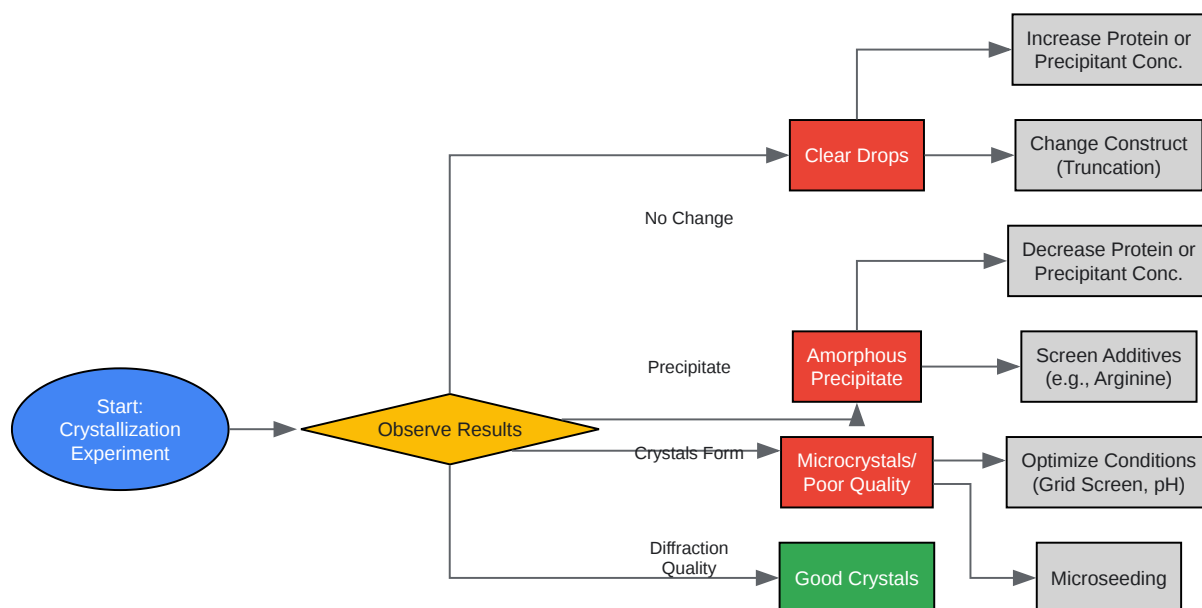 Increase Protein or
Precipitant Conc.
Clear Drops
Change Construct
(Truncation)
No Change
Decrease Protein or
Precipitant Conc.
Precipitate
Amorphous
Precipitate
Screen Additives
(e.g., Arginine)
Start:
Crystallization
Experiment
Observe Results
Crystals Form
Microcrystals/
Poor Quality
Optimize Conditions
(Grid Screen, pH)
Diffraction
Quality
Good Crystals
Microseeding